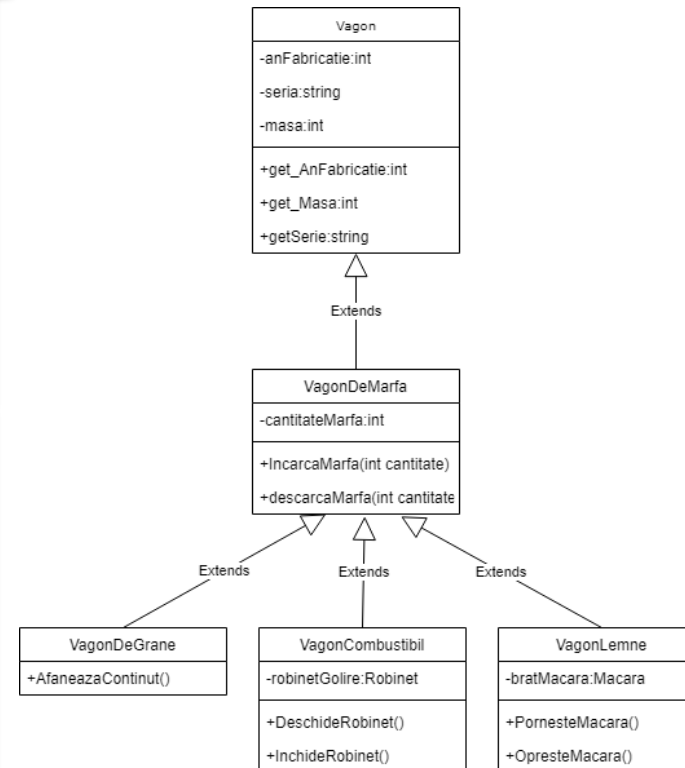 Vagon
-anFabricatie:int
-seria:string
-masa:int
+get_AnFabricatie:int
+get_Masa:int
+getSerie:string
Extends
VagonDeMarfa
-cantitateMarfa:int
+IncarcaMarfa(int cantitate)
+descarcaMarfa(int cantitate
Extends
Extends
Extends
VagonDeGrane
+AfaneazaContinut()
VagonCombustibil
-robinetGolire:Robinet
+DeschideRobinet()
+InchideRobinet()
VagonLemne
-bratMacara:Macara
+PornesteMacara()
+OpresteMacara()